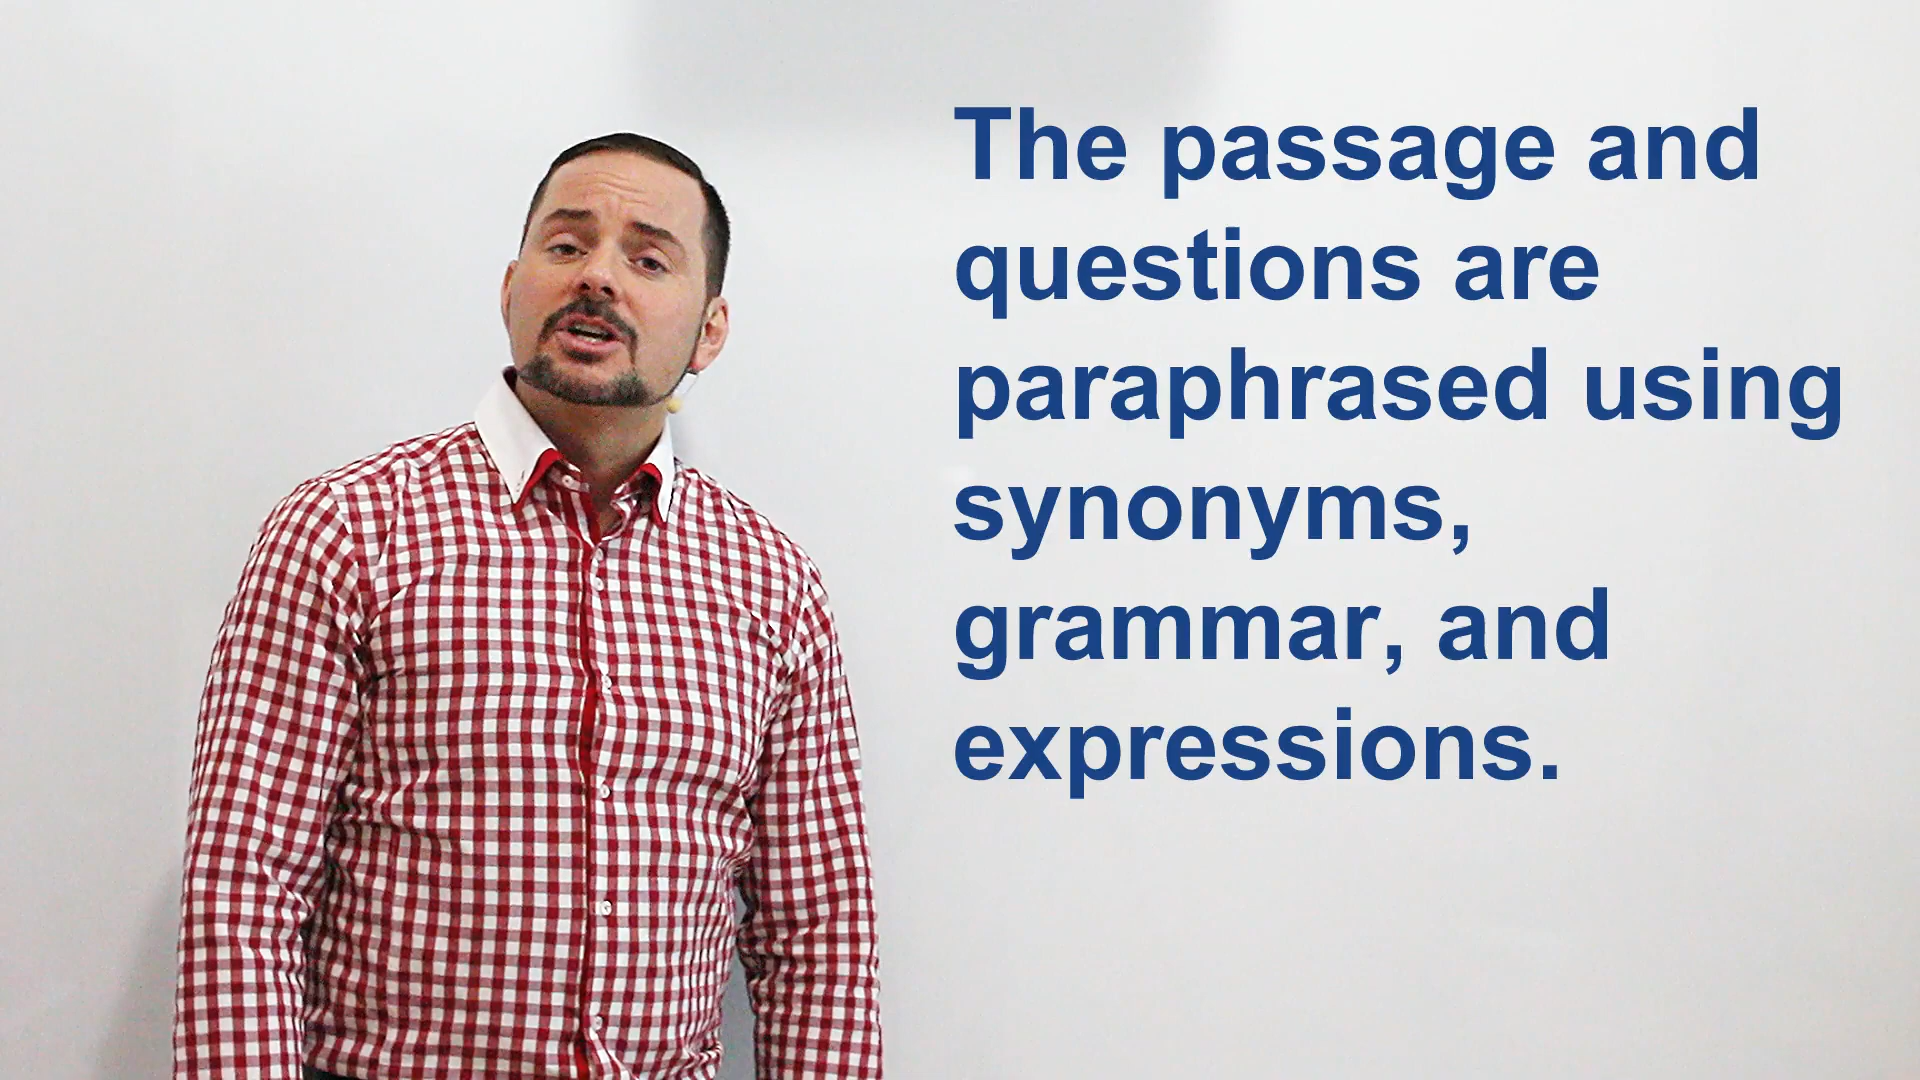 The passage and
questions are
paraphrased using
synonyms,
grammar, and
expressions.